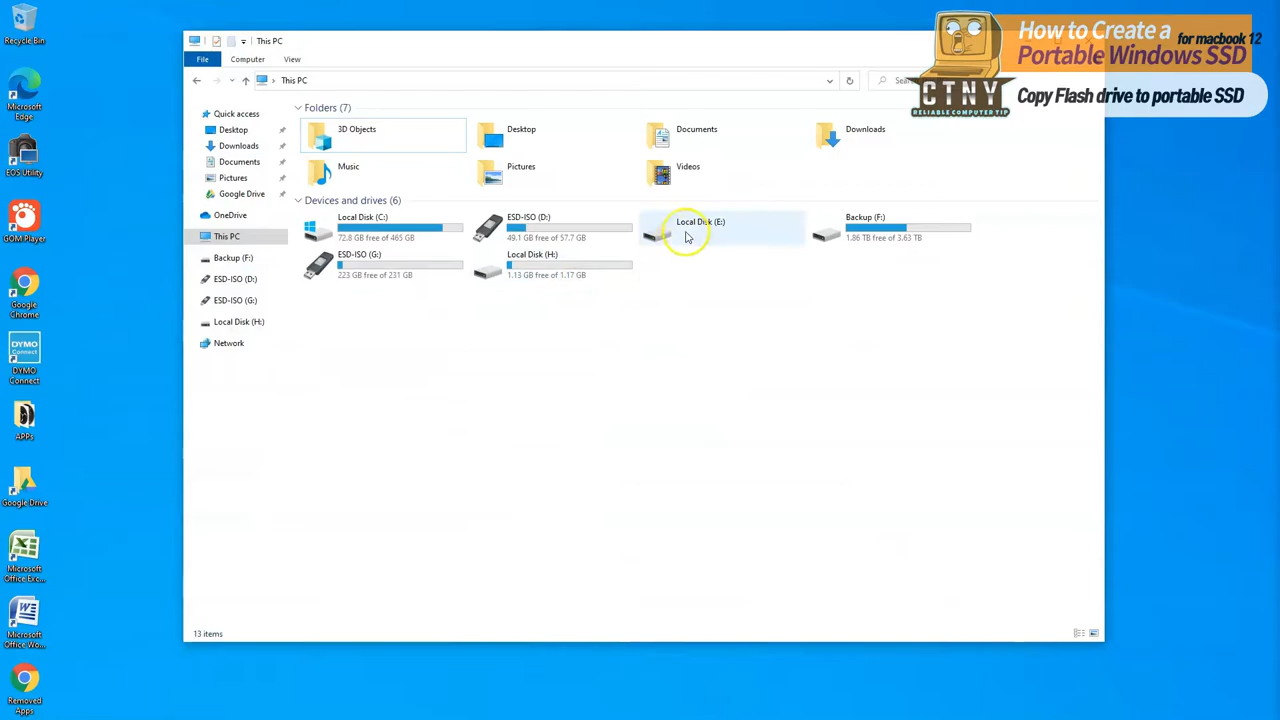 Recycle Bin
Microsoft
Edge
EOS Utility
GOM Player
Google
Chrome
DYMO
Connect
DYMO
Connect
APPs
Google Drive
Microsoft
Office Exc...
Microsoft
Office Wo...
Removed
Apps
This PC
File
Computer
View
This PC
Sea
How to Create a
for macbook 12
Portable Windows SSD
Copy Flash drive to portable SSD
CTNY
RELIABLE COMPUTER TIP
Quick access
Desktop
Downloads
Documents
Pictures
Google Drive
OneDrive
This PC
Backup (F:)
ESD-ISO (D:)
ESD-ISO (G:)
Local Disk (H:)
Network
Folders (7)
3D Objects
Desktop
Documents
Downloads
Music
Pictures
Videos
Devices and drives (6)
Local Disk (C:)
72.8 GB free of 465 GB
ESD-ISO (D:)
49.1 GB free of 57.7 GB
Local Disk (E:)
Backup (F:)
1.86 TB free of 3.63 TB
ESD-ISO (G:)
223 GB free of 231 GB
Local Disk (H:)
1.13 GB free of 1.17 GB
13 items